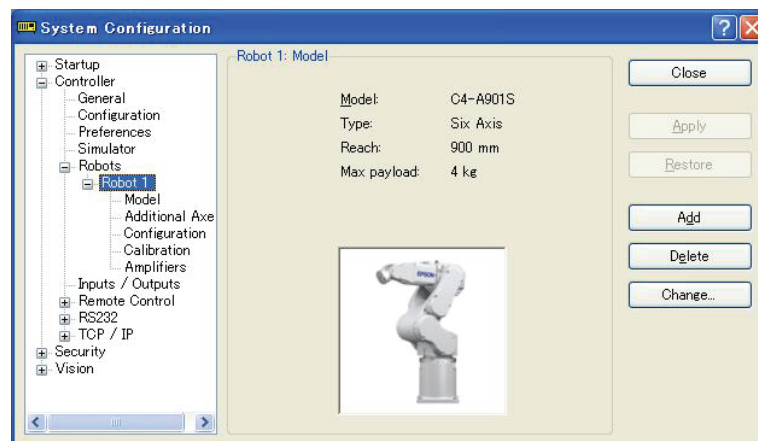 System Configuration
Startup
Controller
General
Configuration
Preferences
Simulator
Robots
Robot 1
Model
Additional Axe
Configuration
Calibration
Amplifiers
Inputs / Outputs
Remote Control
RS232
TCP / IP
Security
Vision
Robot 1: Model
Model: C4-A901S
Type: Six Axis
Reach: 900 mm
Max payload: 4 kg
EPSON
Close
Apply
Restore
Add
Delete
Change...